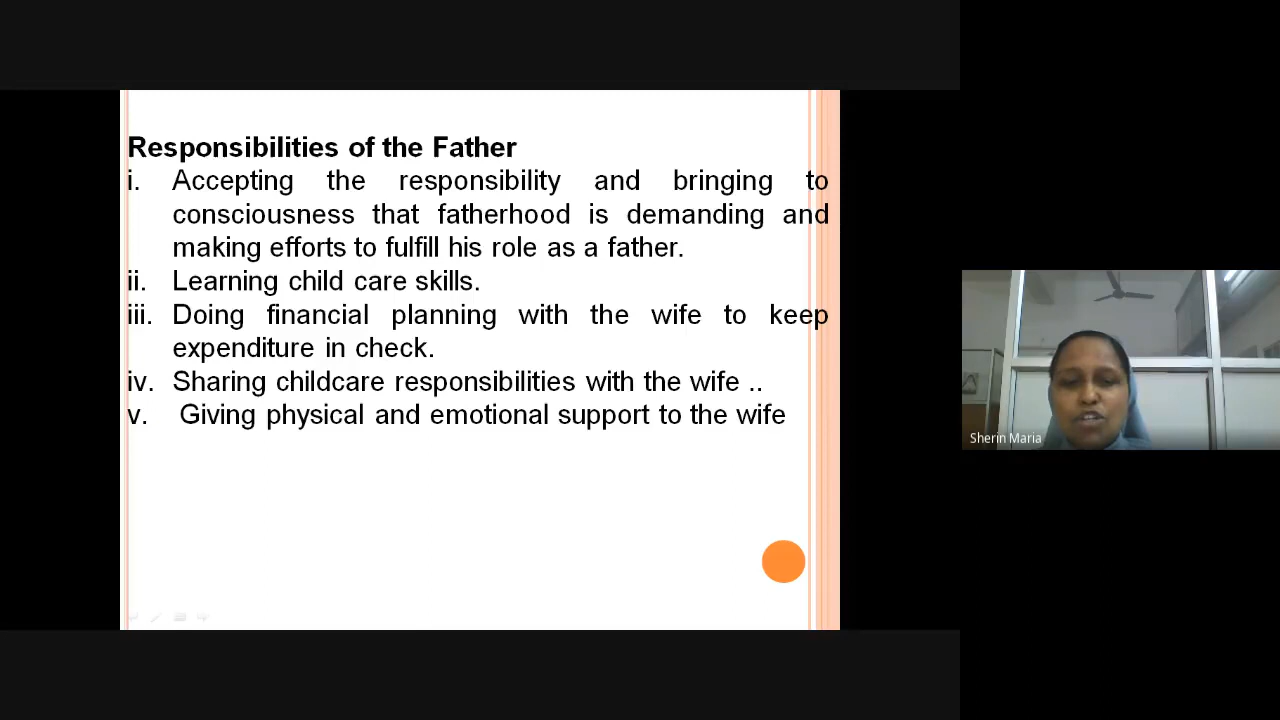 Responsibilities of the Father
i. Accepting the responsibility and bringing to
consciousness that fatherhood is demanding and
making efforts to fulfill his role as a father.
ii. Learning child care skills.
iii. Doing financial planning with the wife to keep
expenditure in check.
iv. Sharing childcare responsibilities with the wife ..
v. Giving physical and emotional support to the wife
Sherin Maria